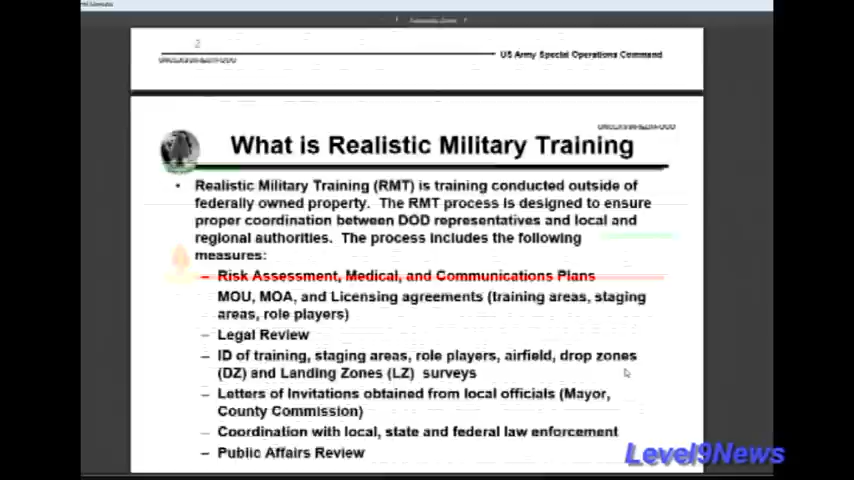 2
US Army Special Operations Command
What is Realistic Military Training
• Realistic Military Training (RMT) is training conducted outside of
federally owned property. The RMT process is designed to ensure
proper coordination between DOD representatives and local and
regional authorities. The process includes the following
measures:
– Risk Assessment, Medical, and Communications Plans
MOU, MOA, and Licensing agreements (training areas, staging
areas, role players)
– Legal Review
– ID of training, staging areas, role players, airfield, drop zones
(DZ) and Landing Zones (LZ) surveys
– Letters of Invitations obtained from local officials (Mayor,
County Commission)
– Coordination with local, state and federal law enforcement
– Public Affairs Review
Level9News